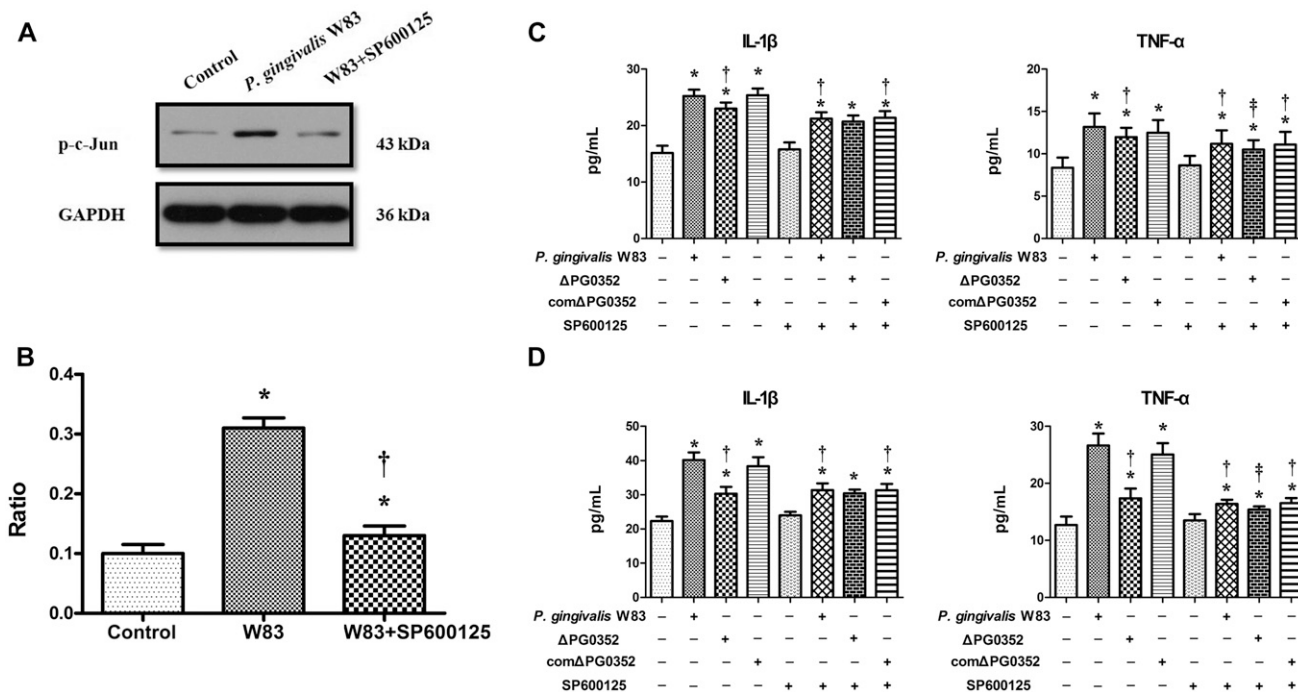 A
Control
P. gingivalis W83
W83+SP600125
p-c-Jun
43 kDa
GAPDH
36 kDa
B
Ratio
0.4
0.3
0.2
0.1
0.0
*
†
*
Control W83 W83+SP600125
C
IL-1β
pg/mL
30
20
10
0
* † * * † * * † *
P. gingivalis W83 – + – – – + – –
ΔPG0352 – – + – – – + –
comΔPG0352 – – – + – – – +
SP600125 – – – – + + + +
TNF-α
pg/mL
20
15
10
5
0
* † * * † * ‡ * † *
P. gingivalis W83 – + – – – + – –
ΔPG0352 – – + – – – + –
comΔPG0352 – – – + – – – +
SP600125 – – – – + + + +
D
IL-1β
pg/mL
50
40
30
20
10
0
* † * * † * * † *
P. gingivalis W83 – + – – – + – –
ΔPG0352 – – + – – – + –
comΔPG0352 – – – + – – – +
SP600125 – – – – + + + +
TNF-α
pg/mL
40
30
20
10
0
* † * * † * ‡ * † *
P. gingivalis W83 – + – – – + – –
ΔPG0352 – – + – – – + –
comΔPG0352 – – – + – – – +
SP600125 – – – – + + + +